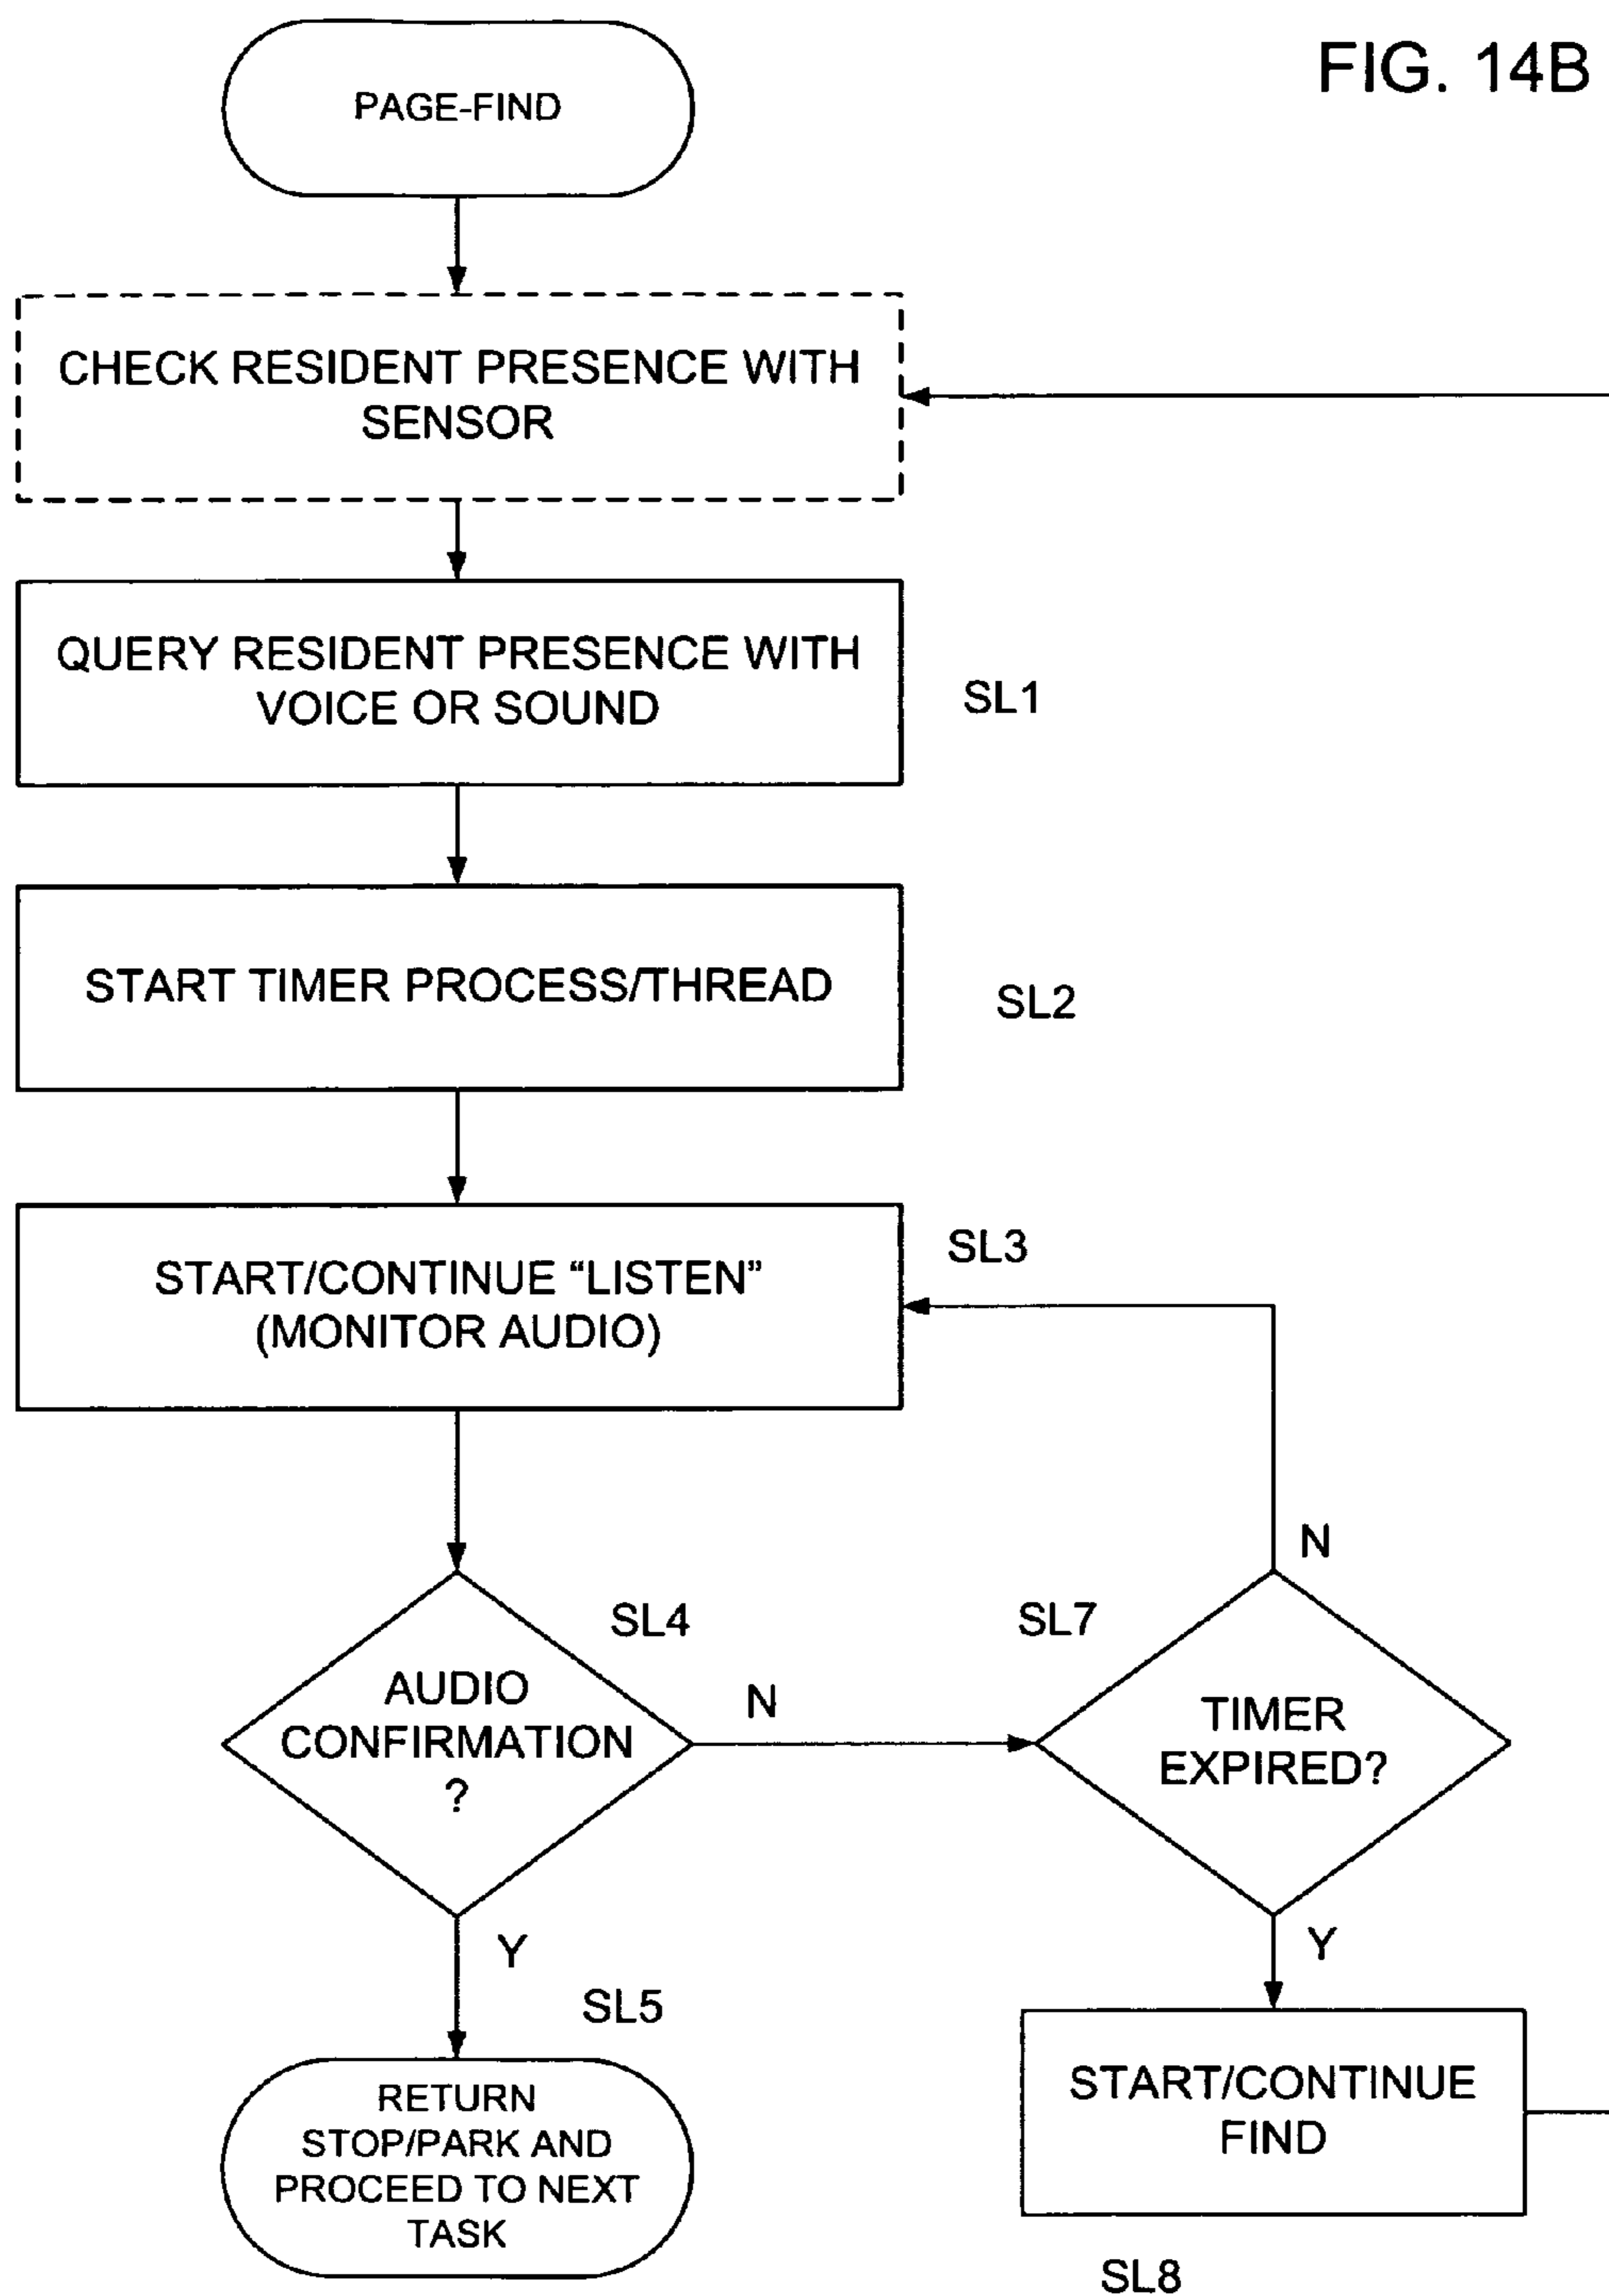 FIG. 14B
PAGE-FIND
CHECK RESIDENT PRESENCE WITH
SENSOR
QUERY RESIDENT PRESENCE WITH
VOICE OR SOUND
SL1
START TIMER PROCESS/THREAD
SL2
START/CONTINUE “LISTEN”
(MONITOR AUDIO)
SL3
AUDIO
CONFIRMATION
?
SL4
N
SL7
TIMER
EXPIRED?
N
Y
SL5
RETURN
STOP/PARK AND
PROCEED TO NEXT
TASK
Y
START/CONTINUE
FIND
SL8